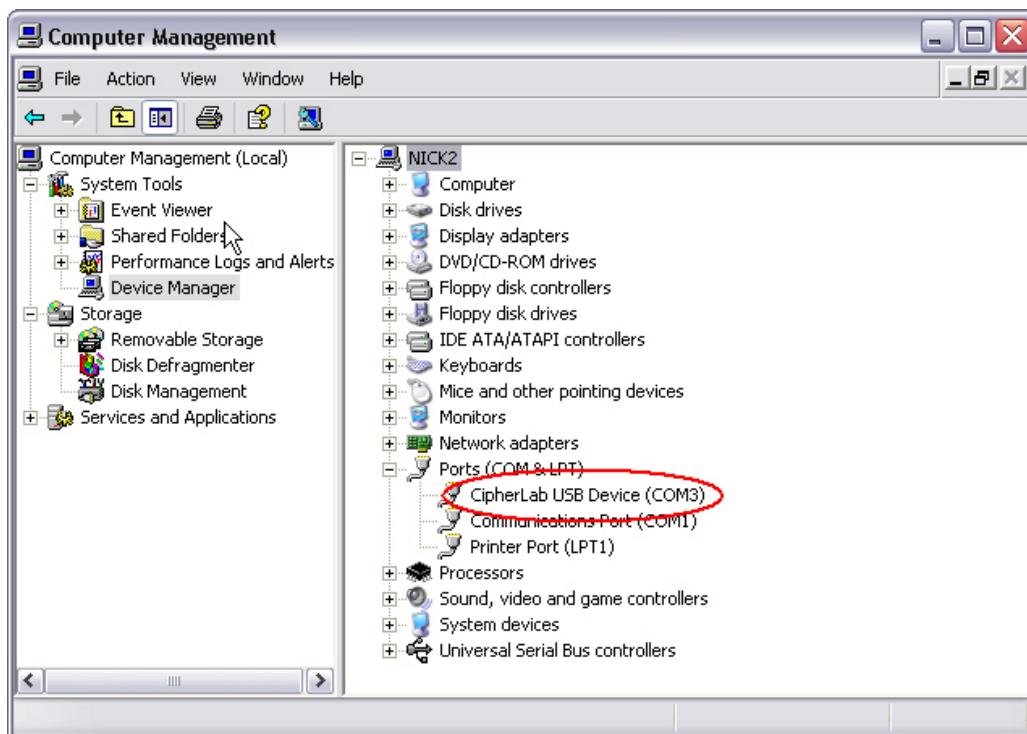 Computer Management
File Action View Window Help
Computer Management (Local)
System Tools
Event Viewer
Shared Folders
Performance Logs and Alerts
Device Manager
Storage
Removable Storage
Disk Defragmenter
Disk Management
Services and Applications
NICK2
Computer
Disk drives
Display adapters
DVD/CD-ROM drives
Floppy disk controllers
Floppy disk drives
IDE ATA/ATAPI controllers
Keyboards
Mice and other pointing devices
Monitors
Network adapters
Ports (COM & LPT)
CipherLab USB Device (COM3)
Communications Port (COM1)
Printer Port (LPT1)
Processors
Sound, video and game controllers
System devices
Universal Serial Bus controllers